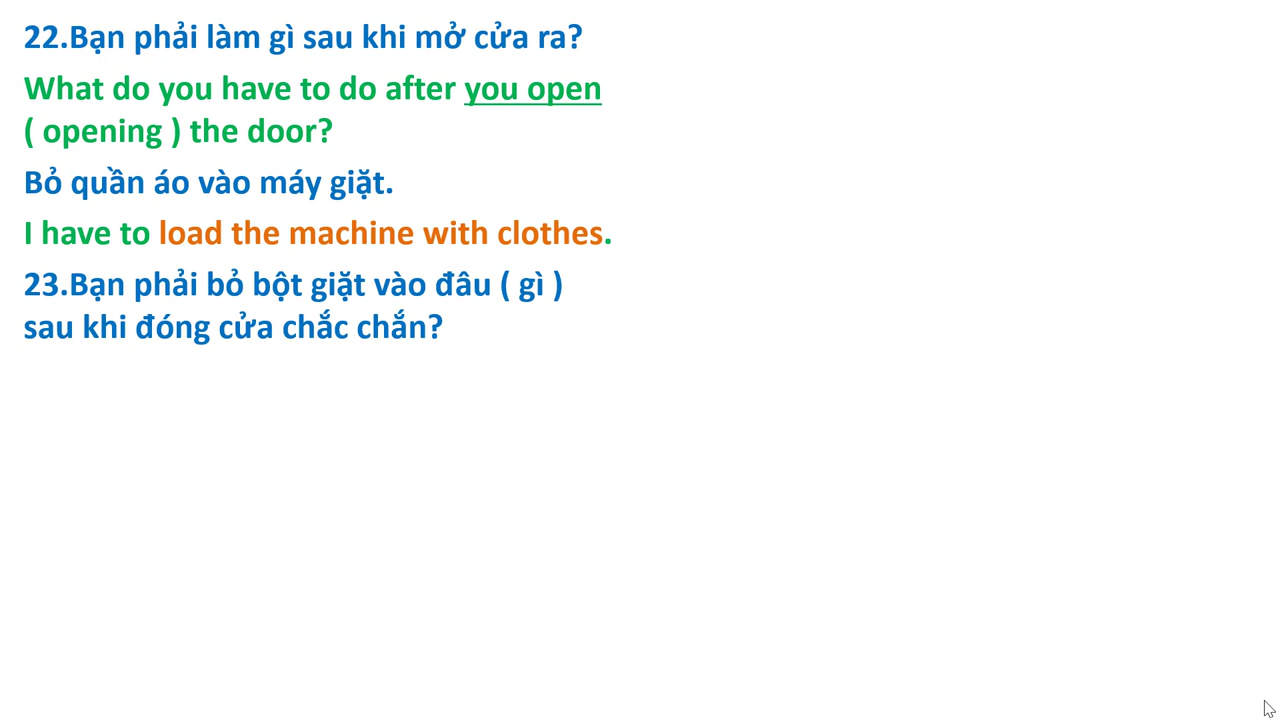 22.Bạn phải làm gì sau khi mở cửa ra?
What do you have to do after you open
( opening ) the door?
Bỏ quần áo vào máy giặt.
I have to load the machine with clothes.
23.Bạn phải bỏ bột giặt vào đâu ( gì )
sau khi đóng cửa chắc chắn?